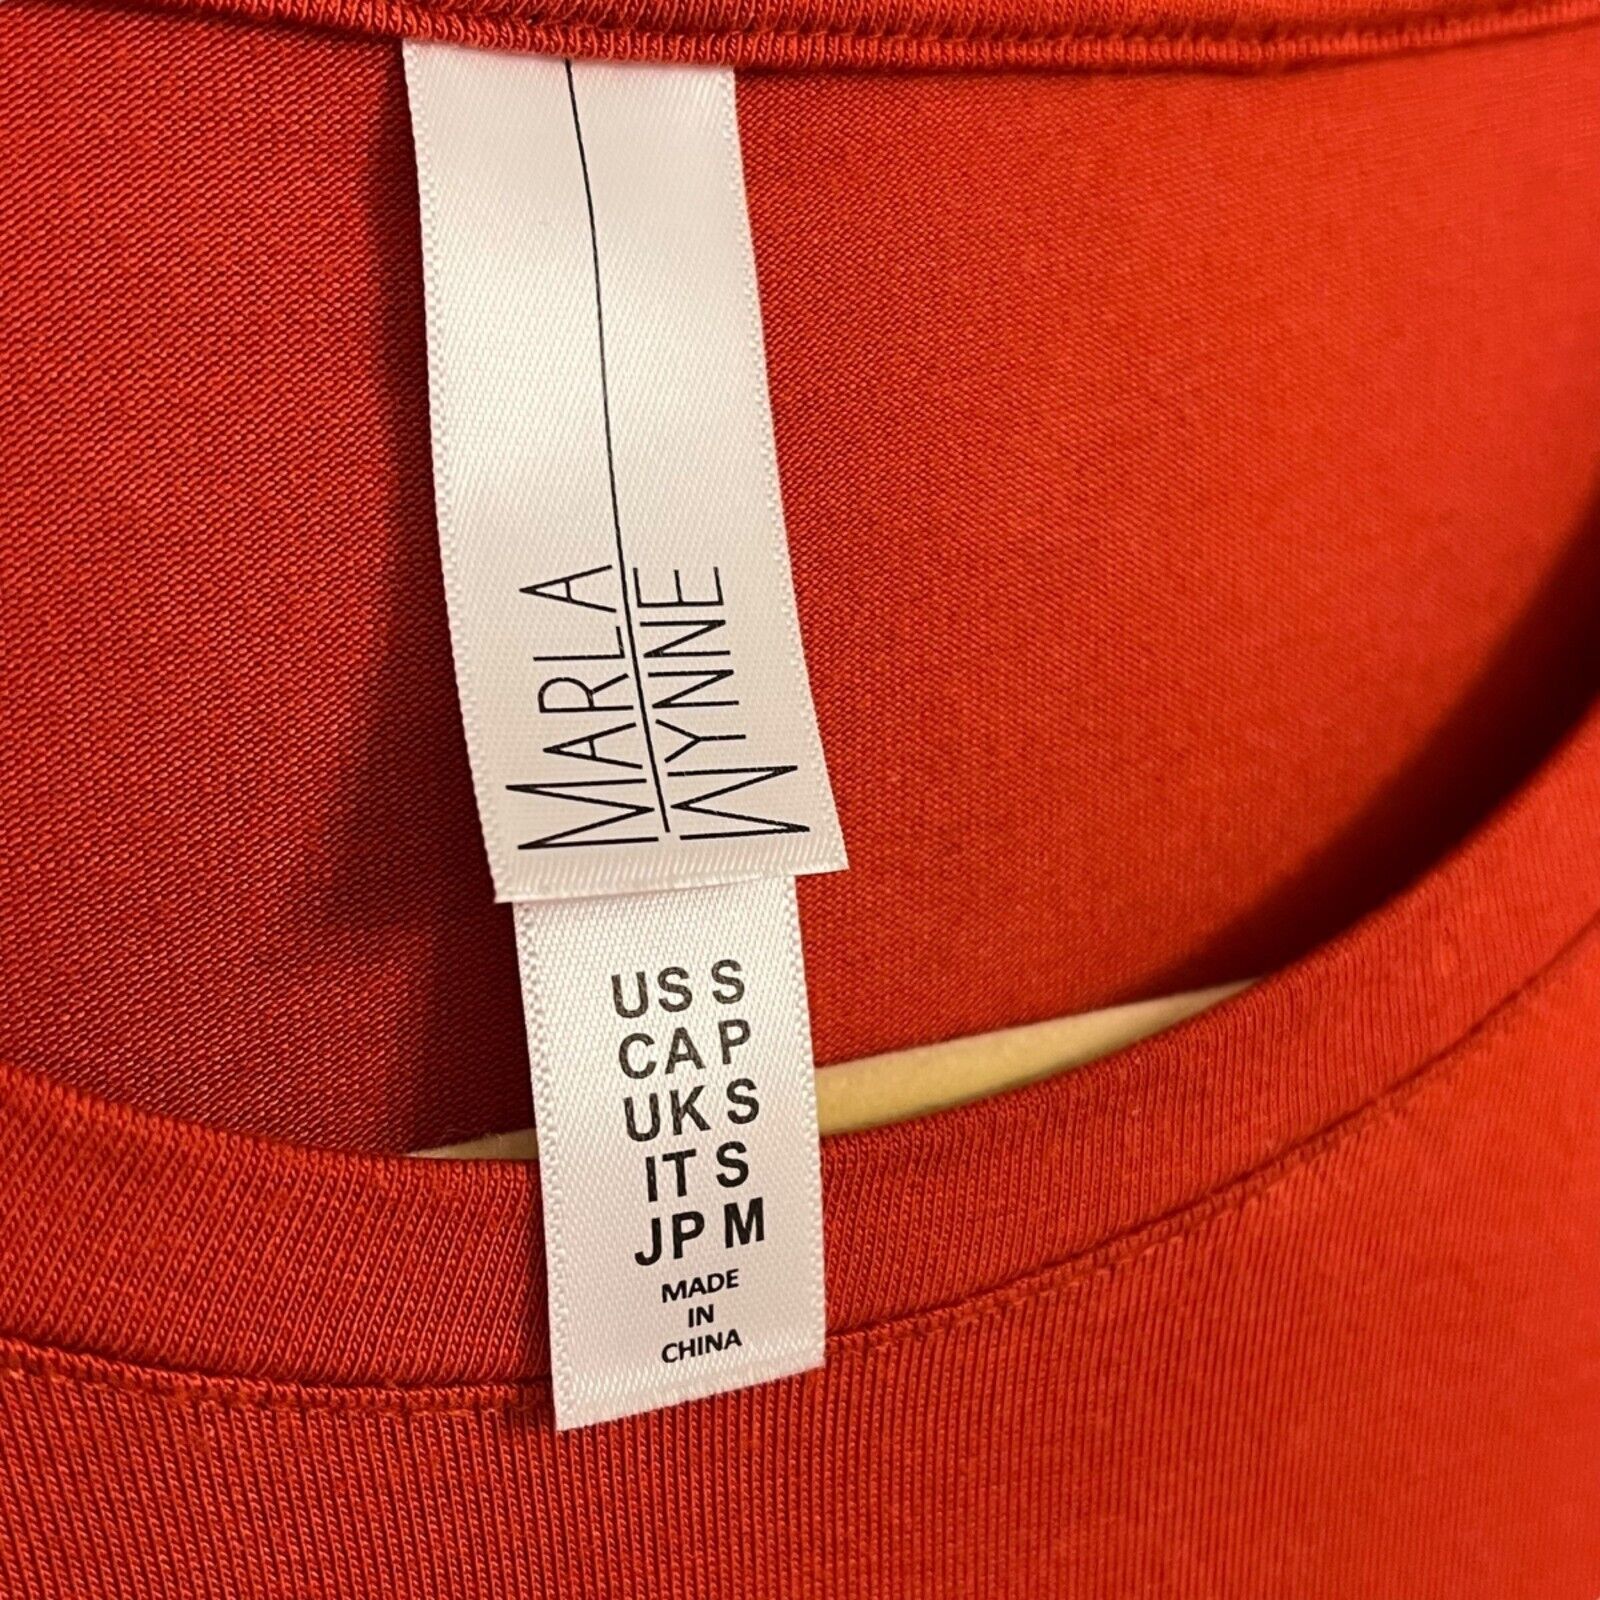 MARLA
WYNNE
US S
CA P
UK S
IT S
JP M
MADE
IN
CHINA